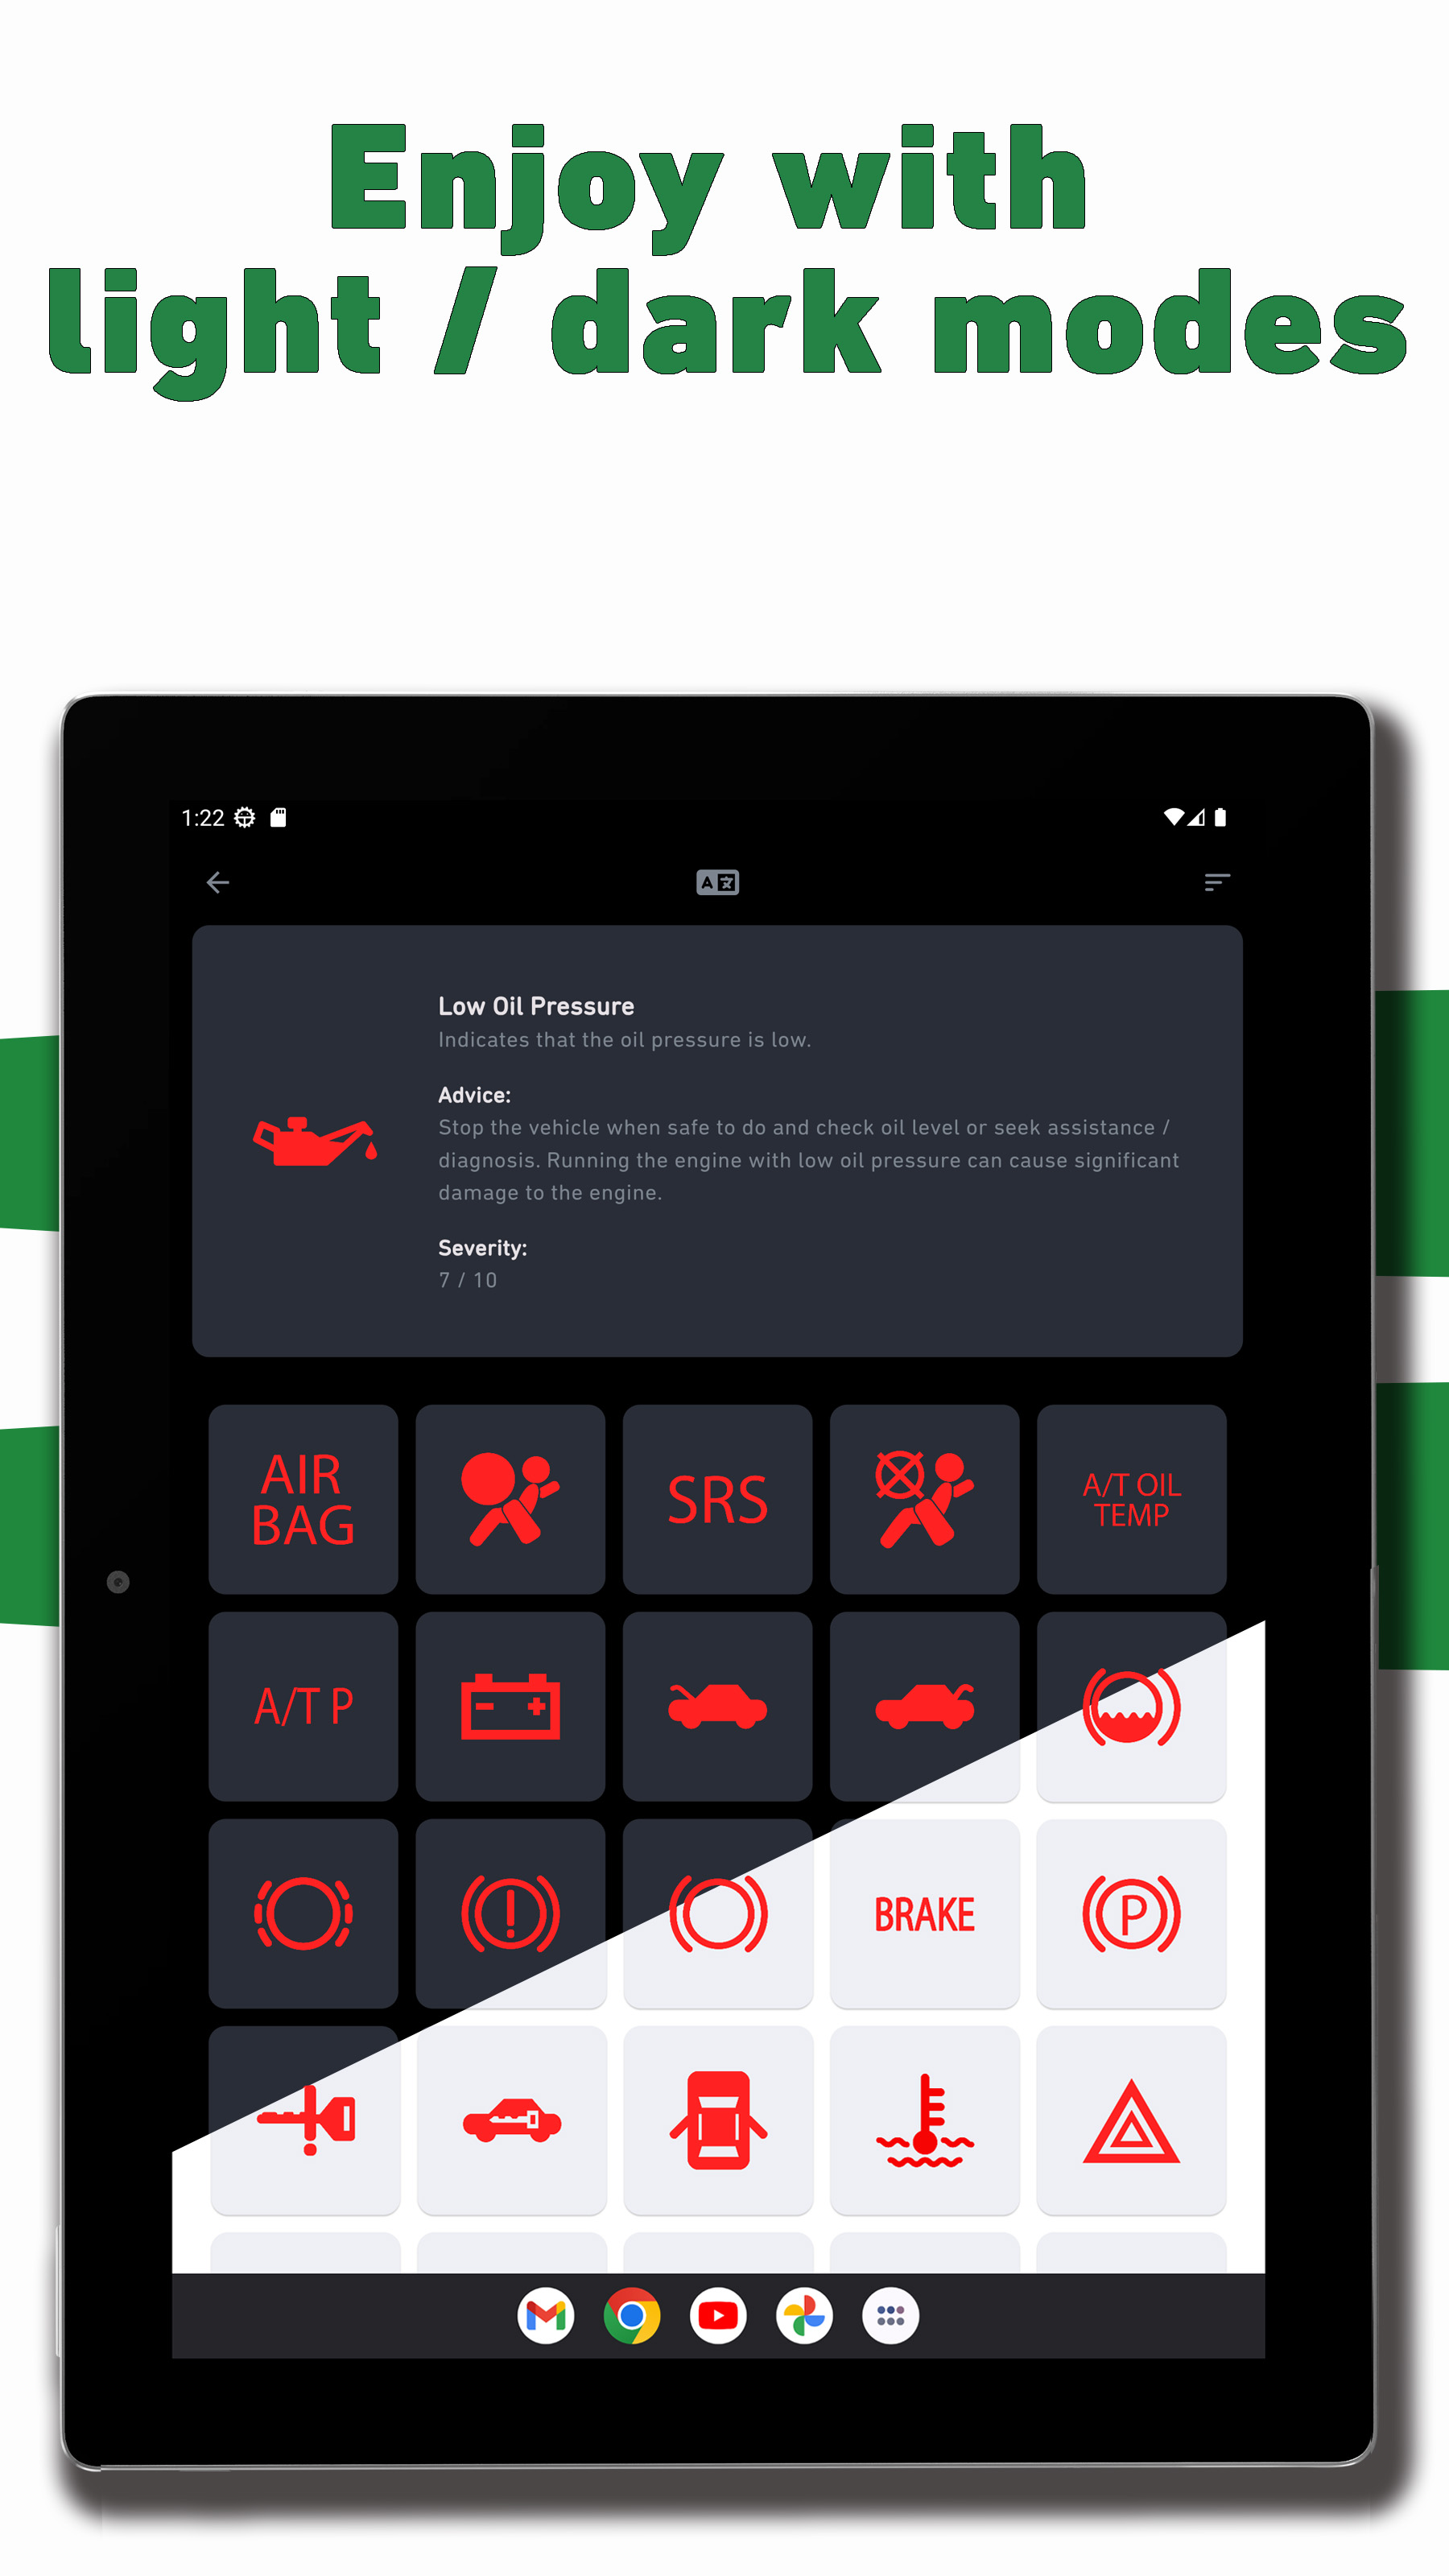 Enjoy with
light / dark modes
1:22
A 文
Low Oil Pressure
Indicates that the oil pressure is low.
Advice:
Stop the vehicle when safe to do and check oil level or seek assistance /
diagnosis. Running the engine with low oil pressure can cause significant
damage to the engine.
Severity:
7 / 10
AIR
BAG
SRS
A/T OIL
TEMP
A/T P
BRAKE
P